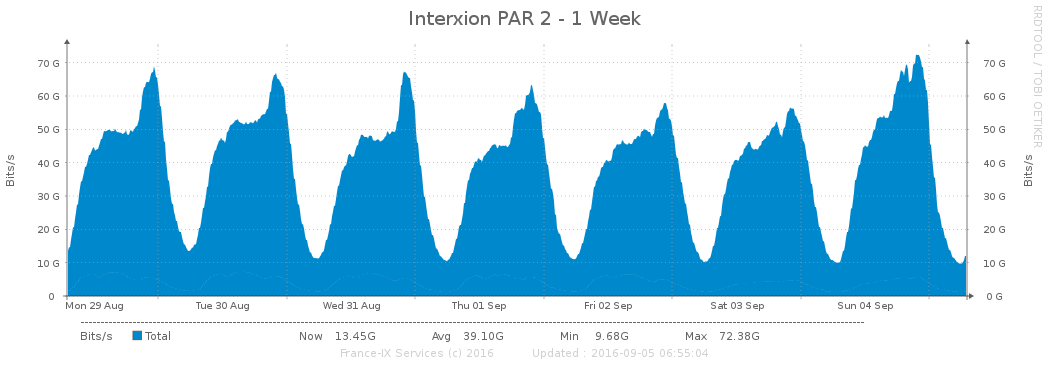 Interxion PAR 2 - 1 Week
RRDTOOL / TOBI OETIKER
Bits/s
Bits/s
70 G 70 G
60 G 60 G
50 G 50 G
40 G 40 G
30 G 30 G
20 G 20 G
10 G 10 G
0 0 G
Mon 29 Aug Tue 30 Aug Wed 31 Aug Thu 01 Sep Fri 02 Sep Sat 03 Sep Sun 04 Sep
Bits/s Total Now 13.45G Avg 39.10G Min 9.68G Max 72.38G
France-IX Services (c) 2016 Updated : 2016-09-05 06:55:04